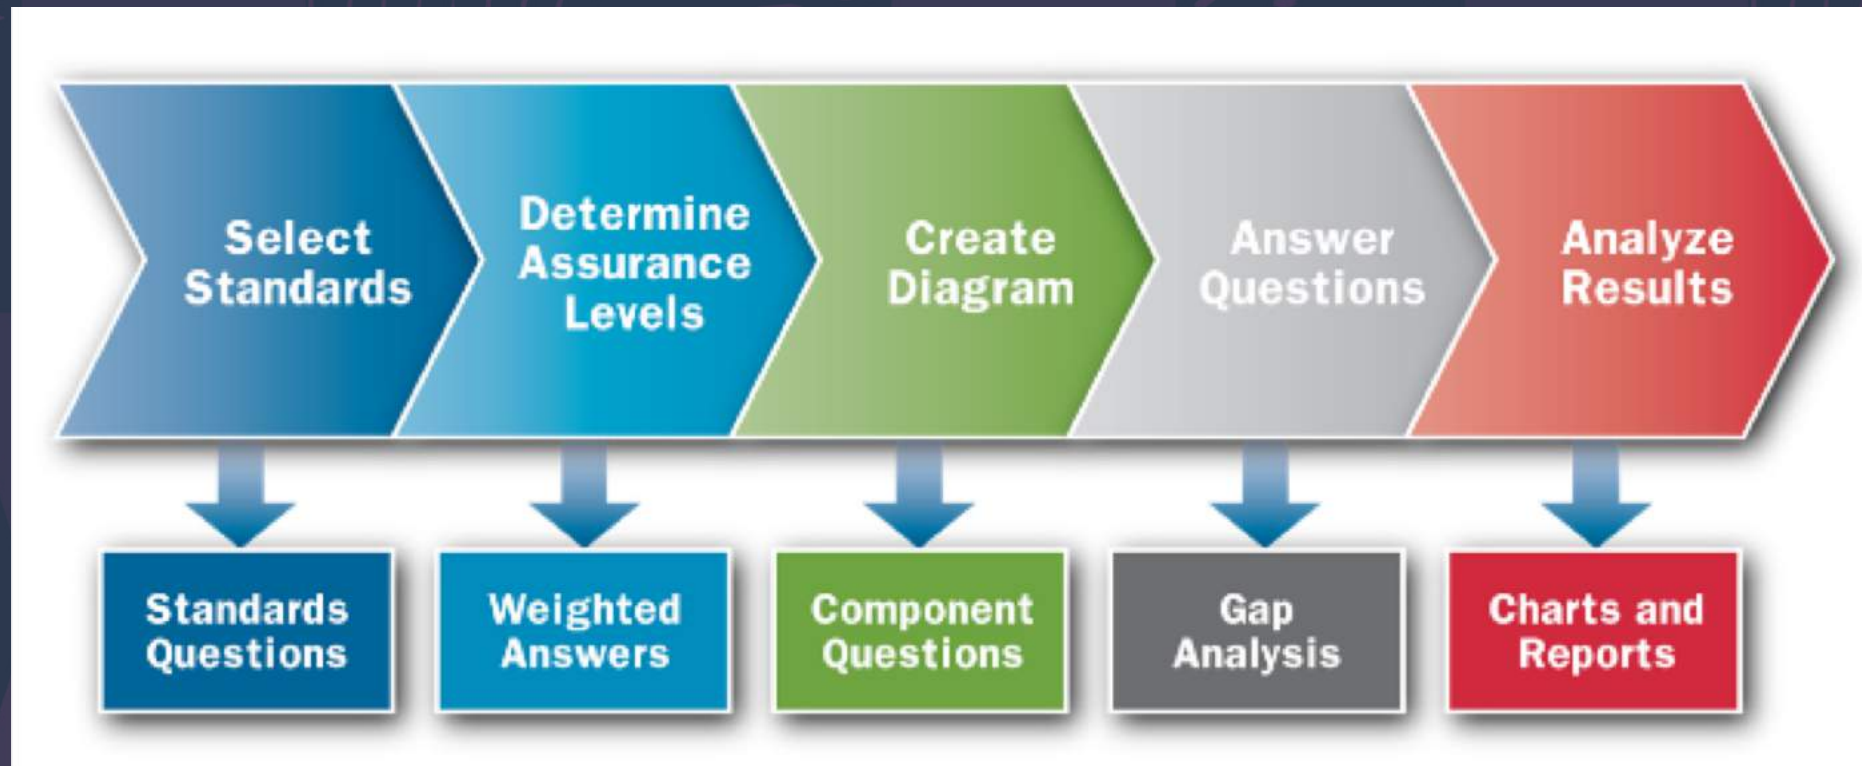 Select
Standards
Determine
Assurance
Levels
Create
Diagram
Answer
Questions
Analyze
Results
Standards
Questions
Weighted
Answers
Component
Questions
Gap
Analysis
Charts and
Reports